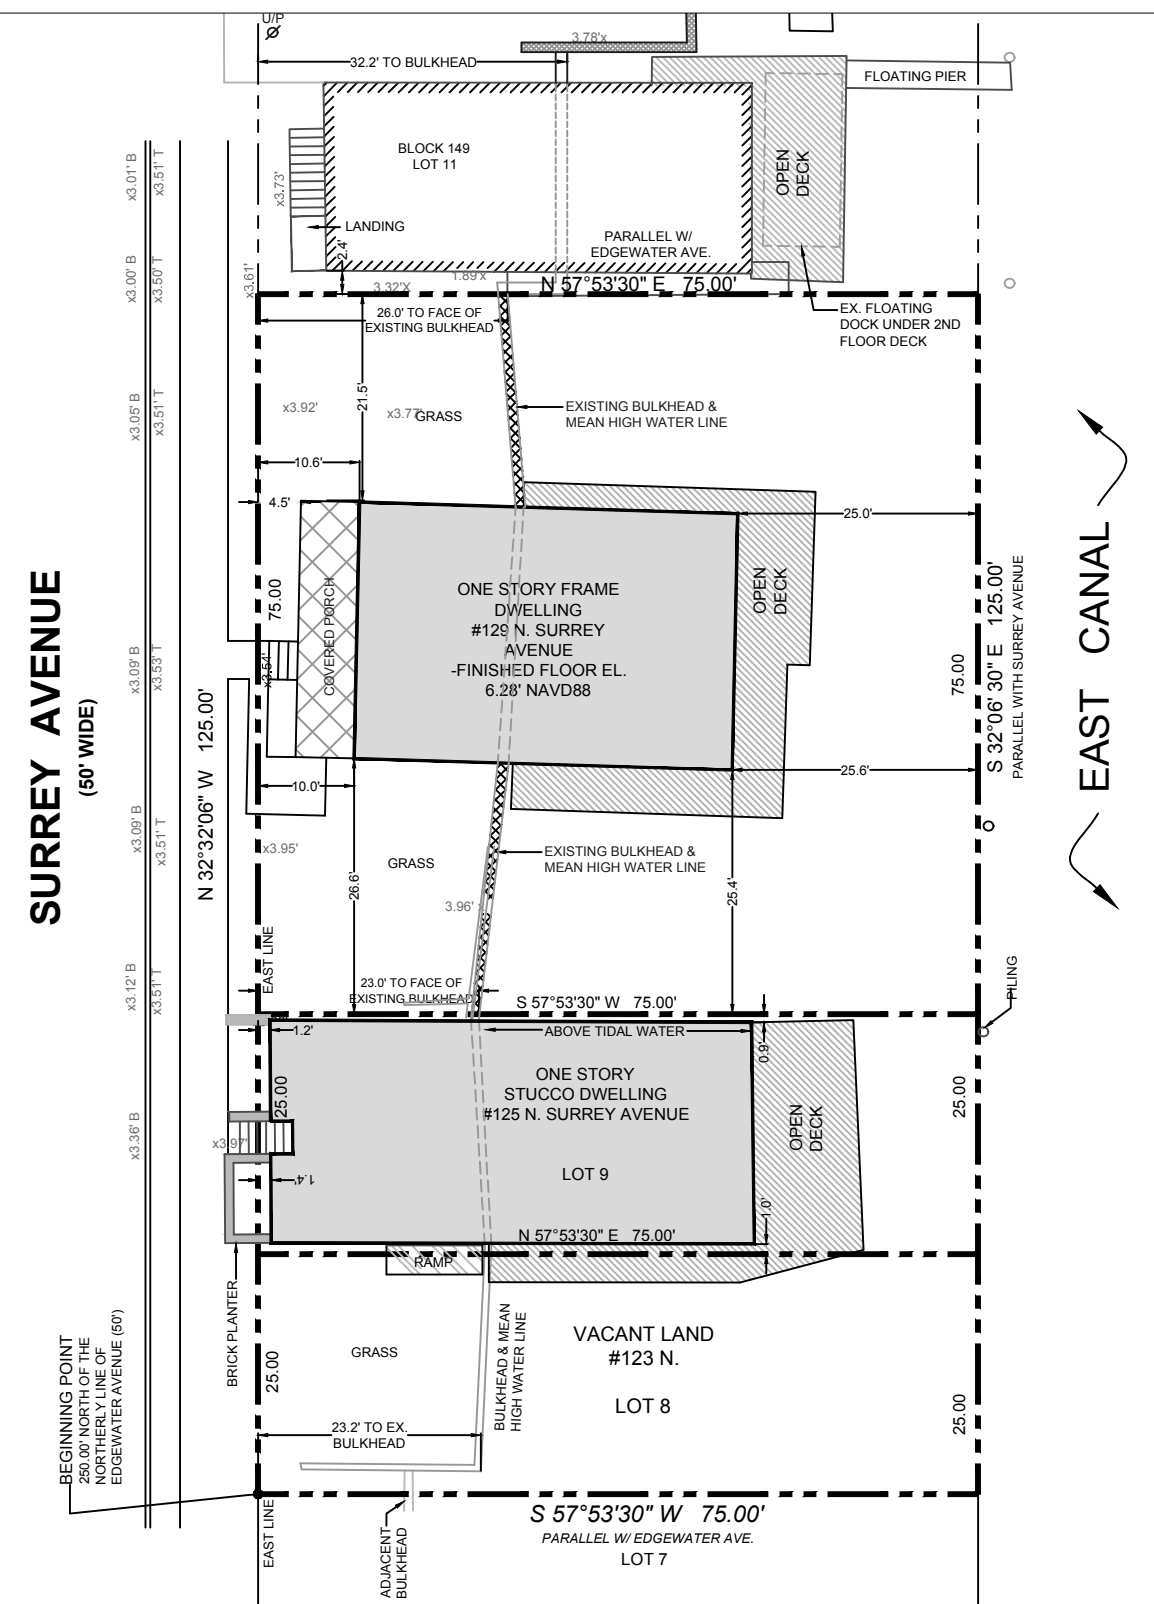 U/P
3.78'x
32.2' TO BULKHEAD
FLOATING PIER
BLOCK 149
LOT 11
OPEN
DECK
x3.01' B
x3.51' T
x3.73'
LANDING
2.4'
PARALLEL W/
EDGEWATER AVE.
x3.00' B
x3.50' T
x3.61'
1.89'x
3.32'X
N 57°53'30" E 75.00'
26.0' TO FACE OF
EXISTING BULKHEAD
EX. FLOATING
DOCK UNDER 2ND
FLOOR DECK
x3.05' B
x3.51' T
x3.92'
21.5'
x3.77'
GRASS
EXISTING BULKHEAD &
MEAN HIGH WATER LINE
10.6'
4.5'
25.0'
SURREY AVENUE
(50' WIDE)
75.00
COVERED PORCH
ONE STORY FRAME
DWELLING
#129 N. SURREY
AVENUE
-FINISHED FLOOR EL.
6.28' NAVD88
OPEN
DECK
75.00
S 32°06' 30" E 125.00'
PARALLEL WITH SURREY AVENUE
EAST CANAL
x3.09' B
x3.53' T
x3.54'
N 32°32'06" W 125.00'
10.0'
25.6'
x3.09' B
x3.51' T
x3.95'
GRASS
EXISTING BULKHEAD &
MEAN HIGH WATER LINE
26.6'
3.96' x
25.4'
EAST LINE
x3.12' B
x3.51' T
23.0' TO FACE OF
EXISTING BULKHEAD
PILING
S 57°53'30" W 75.00'
1.2'
ABOVE TIDAL WATER
0.9'
25.00
ONE STORY
STUCCO DWELLING
#125 N. SURREY AVENUE
OPEN
DECK
25.00
x3.36' B
x3.97'
1.4'
LOT 9
1.0'
N 57°53'30" E 75.00'
RAMP
BRICK PLANTER
BEGINNING POINT
250.00' NORTH OF THE
NORTHERLY LINE OF
EDGEWATER AVENUE (50')
25.00
GRASS
BULKHEAD & MEAN
HIGH WATER LINE
VACANT LAND
#123 N.
LOT 8
25.00
23.2' TO EX.
BULKHEAD
EAST LINE
ADJACENT
BULKHEAD
S 57°53'30" W 75.00'
PARALLEL W/ EDGEWATER AVE.
LOT 7